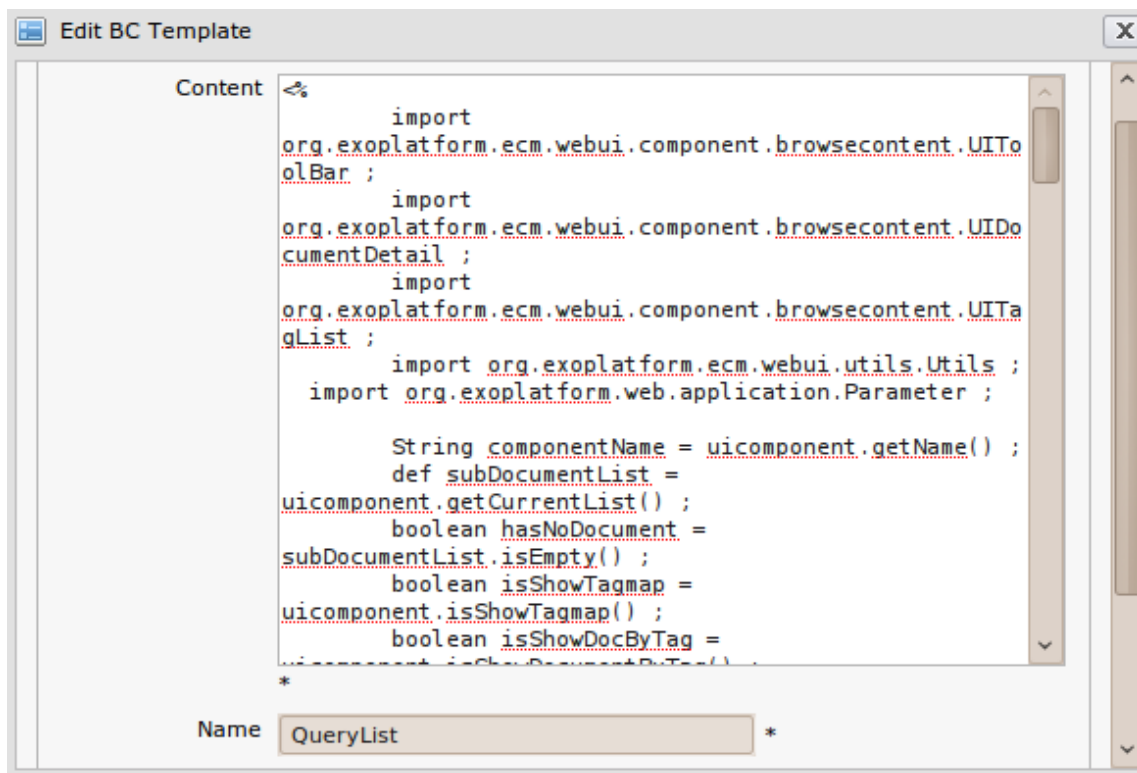 Edit BC Template
X
Content
<%
import
org.exoplatform.ecm.webui.component.browsecontent.UITo
olBar ;
import
org.exoplatform.ecm.webui.component.browsecontent.UIDo
cumentDetail ;
import
org.exoplatform.ecm.webui.component.browsecontent.UITa
gList ;
import org.exoplatform.ecm.webui.utils.Utils ;
import org.exoplatform.web.application.Parameter ;
String componentName = uicomponent.getName() ;
def subDocumentList =
uicomponent.getCurrentList() ;
boolean hasNoDocument =
subDocumentList.isEmpty() ;
boolean isShowTagmap =
uicomponent.isShowTagmap() ;
boolean isShowDocByTag =
uicomponent.isShowDocumentByTag() ;
*
Name QueryList *